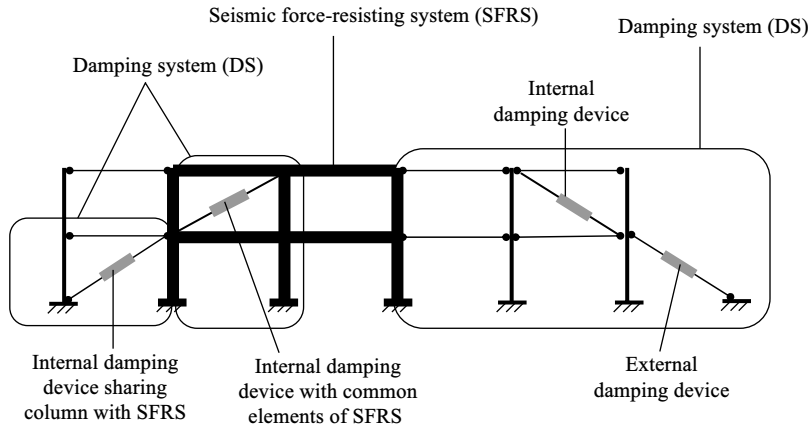 Seismic force-resisting system (SFRS)
Damping system (DS)
Damping system (DS)
Internal
damping device
Internal damping
device sharing
column with SFRS
Internal damping
device with common
elements of SFRS
External
damping device